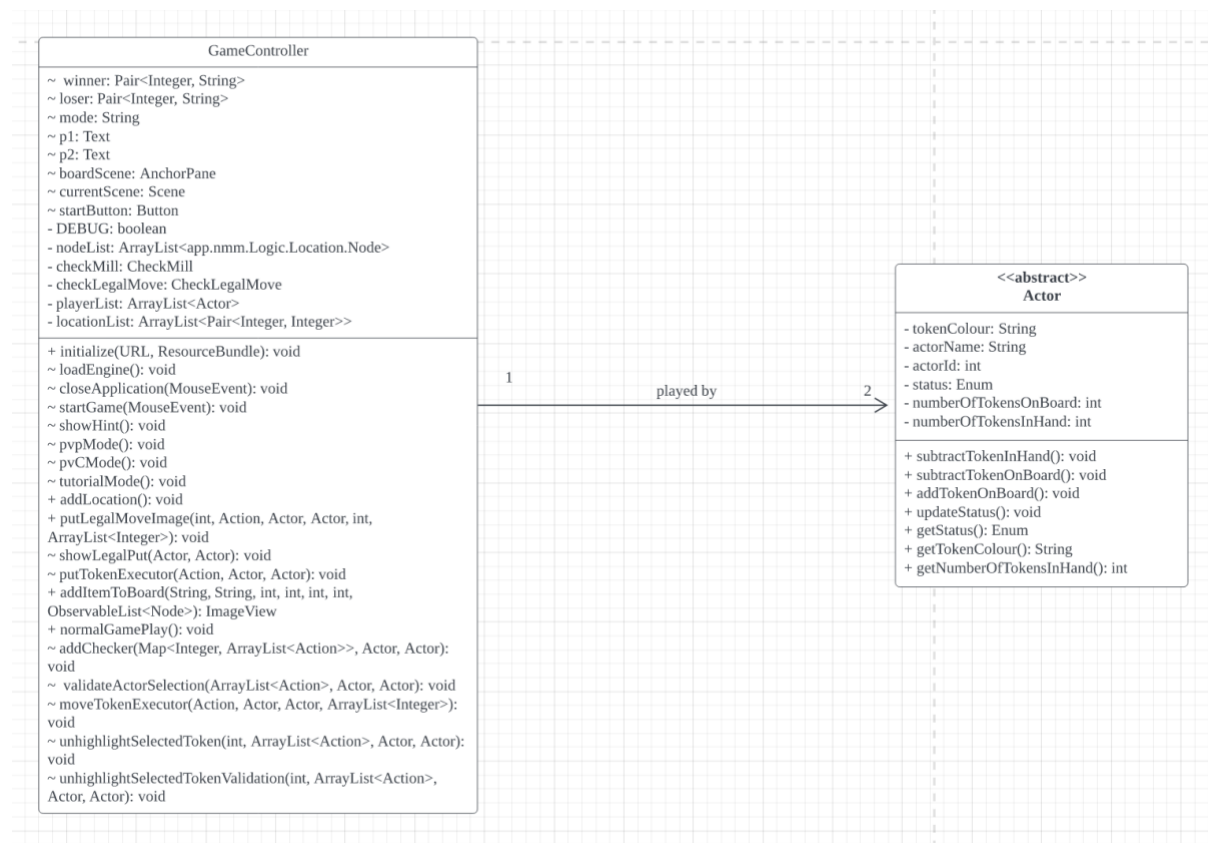 GameController
~ winner: Pair<Integer, String>
~ loser: Pair<Integer, String>
~ mode: String
~ p1: Text
~ p2: Text
~ boardScene: AnchorPane
~ currentScene: Scene
~ startButton: Button
- DEBUG: boolean
- nodeList: ArrayList<app.nmm.Logic.Location.Node>
- checkMill: CheckMill
- checkLegalMove: CheckLegalMove
- playerList: ArrayList<Actor>
- locationList: ArrayList<Pair<Integer, Integer>>
+ initialize(URL, ResourceBundle): void
~ loadEngine(): void
~ closeApplication(MouseEvent): void
~ startGame(MouseEvent): void
~ showHint(): void
~ pvpMode(): void
~ pvCMode(): void
~ tutorialMode(): void
+ addLocation(): void
+ putLegalMoveImage(int, Action, Actor, Actor, int,
ArrayList<Integer>): void
~ showLegalPut(Actor, Actor): void
~ putTokenExecutor(Action, Actor, Actor): void
+ addItemToBoard(String, String, int, int, int, int,
ObservableList<Node>): ImageView
+ normalGamePlay(): void
~ addChecker(Map<Integer, ArrayList<Action>>, Actor, Actor):
void
~ validateActorSelection(ArrayList<Action>, Actor, Actor): void
~ moveTokenExecutor(Action, Actor, Actor, ArrayList<Integer>):
void
~ unhighlightSelectedToken(int, ArrayList<Action>, Actor, Actor):
void
~ unhighlightSelectedTokenValidation(int, ArrayList<Action>,
Actor, Actor): void
1
played by
2
<<abstract>>
Actor
- tokenColour: String
- actorName: String
- actorId: int
- status: Enum
- numberOfTokensOnBoard: int
- numberOfTokensInHand: int
+ subtractTokenInHand(): void
+ subtractTokenOnBoard(): void
+ addTokenOnBoard(): void
+ updateStatus(): void
+ getStatus(): Enum
+ getTokenColour(): String
+ getNumberOfTokensInHand(): int